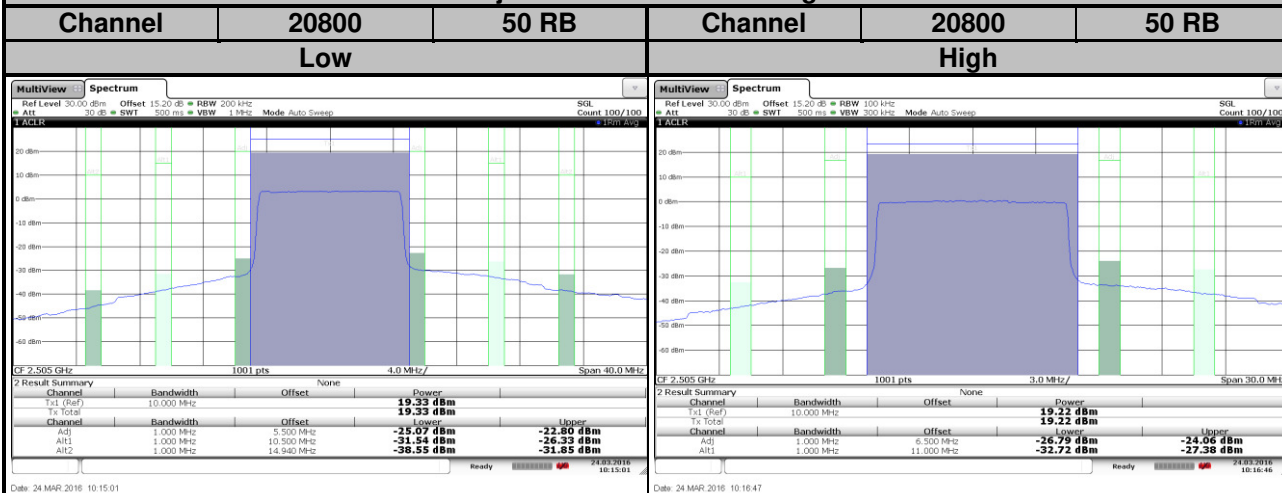 Channel 20800 50 RB Channel 20800 50 RB
Low High
MultiView Spectrum
Ref Level 30.00 dBm Offset 15.20 dB RBW 200 kHz SGL
Att 30 dB SWT 500 ms VBW 1 MHz Mode Auto Sweep Count 100/100
1 ACLR 1Rm Avg
20 dBm
10 dBm
0 dBm
-10 dBm
-20 dBm
-30 dBm
-40 dBm
-50 dBm
-60 dBm
CF 2.505 GHz 1001 pts 4.0 MHz/ Span 40.0 MHz
2 Result Summary None
Channel Bandwidth Offset Power
Tx1 (Ref) 10.000 MHz 19.33 dBm
Tx Total 19.33 dBm
Channel Bandwidth Offset Lower Upper
Adj 1.000 MHz 5.500 MHz -25.07 dBm -22.80 dBm
Alt1 1.000 MHz 10.500 MHz -31.54 dBm -26.33 dBm
Alt2 1.000 MHz 14.940 MHz -38.55 dBm -31.85 dBm
Ready 24.03.2016
10:15:01
Date: 24.MAR.2016 10:15:01
MultiView Spectrum
Ref Level 30.00 dBm Offset 15.20 dB RBW 100 kHz SGL
Att 30 dB SWT 500 ms VBW 300 kHz Mode Auto Sweep Count 100/100
1 ACLR 1Rm Avg
20 dBm
10 dBm
0 dBm
-10 dBm
-20 dBm
-30 dBm
-40 dBm
-50 dBm
-60 dBm
CF 2.505 GHz 1001 pts 3.0 MHz/ Span 30.0 MHz
2 Result Summary None
Channel Bandwidth Offset Power
Tx1 (Ref) 10.000 MHz 19.22 dBm
Tx Total 19.22 dBm
Channel Bandwidth Offset Lower Upper
Adj 1.000 MHz 6.500 MHz -26.79 dBm -24.06 dBm
Alt1 1.000 MHz 11.000 MHz -32.72 dBm -27.38 dBm
Ready 24.03.2016
10:16:46
Date: 24.MAR.2016 10:16:47